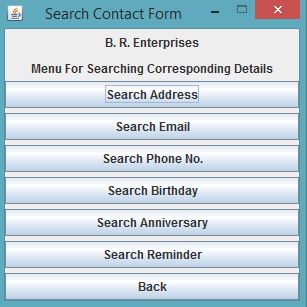 Search Contact Form
B. R. Enterprises
Menu For Searching Corresponding Details
Search Address
Search Email
Search Phone No.
Search Birthday
Search Anniversary
Search Reminder
Back